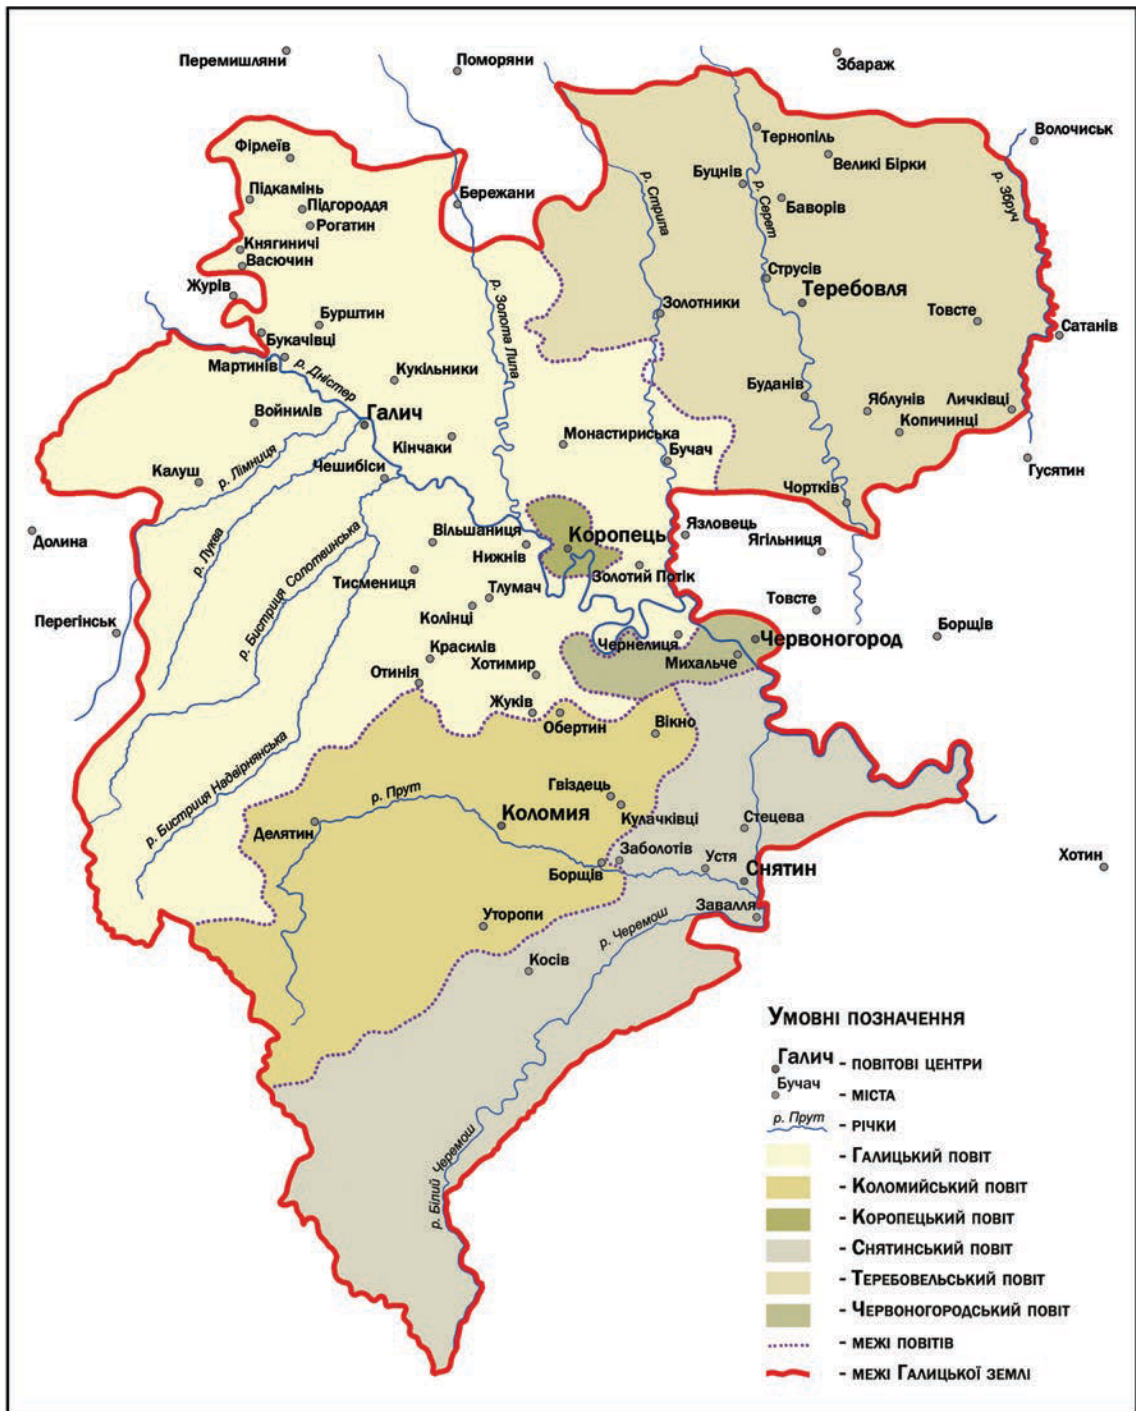 Перемишляни
Поморяни
Збараж
Волочиськ
Тернопіль
Фірлеїв
Великі Бірки
Буцнів
р. Стрипа
р. Серет
р. Збруч
Підкамінь
Підгороддя
Бережани
Баворів
Рогатин
Княгиничі
Васючин
Струсів
Журів
р. Золота Липа
Теребовля
Золотники
Товсте
Бурштин
Сатанів
Букачівці
Мартинів
р. Дністер
Кукільники
Буданів
Яблунів
Личківці
Войнилів
Галич
Копичинці
Кінчаки
Монастириська
Бучач
Калуш
р. Лімниця
Чешибіси
Гусятин
Чортків
Долина
р. Луква
р. Бистриця Солотвинська
Вільшаниця
Коропець
Язловець
Нижнів
Ягільниця
Тисмениця
Золотий Потік
Тлумач
Товсте
Колінці
Перегінськ
Борщів
Чернелиця
Червоногород
Красилів
Хотимир
Михальче
Отинія
Жуків
Обертин
Вікно
р. Бистриця Надвірнянська
р. Прут
Гвіздець
Коломия
Делятин
Кулачківці
Стецева
Заболотів
Устя
Хотин
Борщів
Снятин
Завалля
Уторопи
р. Черемош
Косів
р. Білий Черемош
Умовні позначення
Галич - повітові центри
Бучач - міста
р. Прут - річки
- Галицький повіт
- Коломийський повіт
- Коропецький повіт
- Снятинський повіт
- Теребовельський повіт
- Червоногородський повіт
- межі повітів
- межі Галицької землі